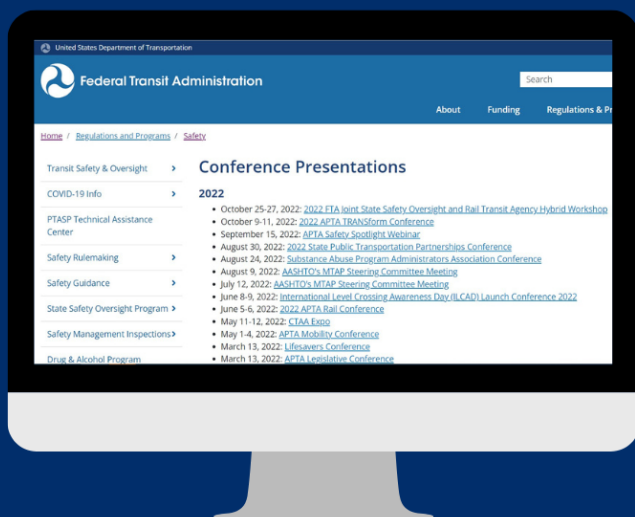 United States Department of Transportation
Federal Transit Administration
Search
About Funding Regulations & Pr
Home / Regulations and Programs / Safety
Transit Safety & Oversight >
COVID-19 Info >
PTASP Technical Assistance
Center
Safety Rulemaking >
Safety Guidance >
State Safety Oversight Program >
Safety Management Inspections >
Drug & Alcohol Program
Conference Presentations
2022
• October 25-27, 2022: 2022 FTA Joint State Safety Oversight and Rail Transit Agency Hybrid Workshop
• October 9-11, 2022: 2022 APTA TRANSform Conference
• September 15, 2022: APTA Safety Spotlight Webinar
• August 30, 2022: 2022 State Public Transportation Partnerships Conference
• August 24, 2022: Substance Abuse Program Administrators Association Conference
• August 9, 2022: AASHTO's MTAP Steering Committee Meeting
• July 12, 2022: AASHTO's MTAP Steering Committee Meeting
• June 8-9, 2022: International Level Crossing Awareness Day (ILCAD) Launch Conference 2022
• June 5-6, 2022: 2022 APTA Rail Conference
• May 11-12, 2022: CTAA Expo
• May 1-4, 2022: APTA Mobility Conference
• March 13, 2022: Lifesavers Conference
• March 13, 2022: APTA Legislative Conference